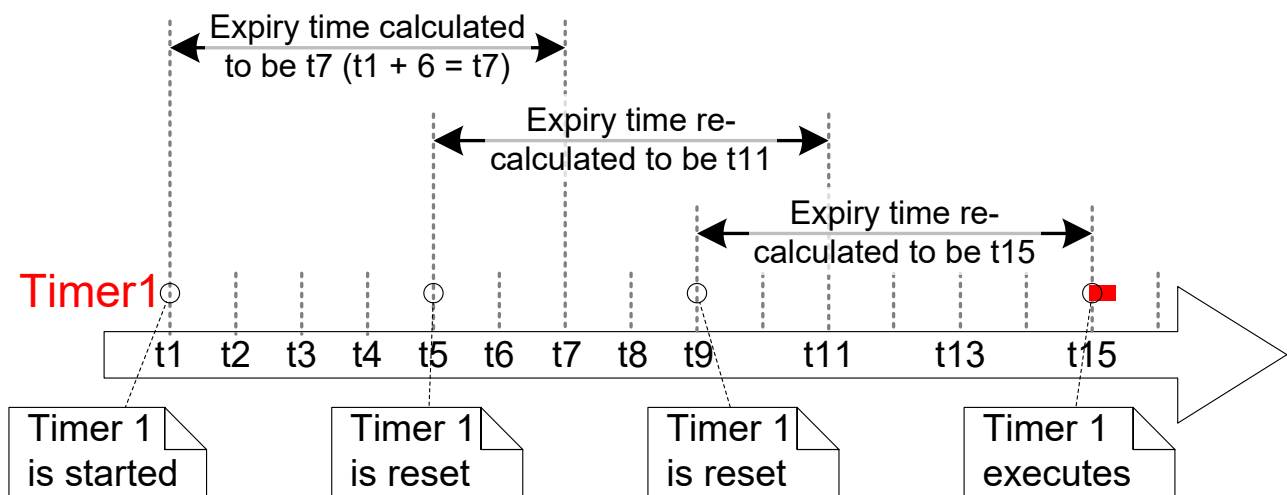 Expiry time calculated
to be t7 (t1 + 6 = t7)
Expiry time re-
calculated to be t11
Expiry time re-
calculated to be t15
Timer1
t1 t2 t3 t4 t5 t6 t7 t8 t9 t11 t13 t15
Timer 1
is started
Timer 1
is reset
Timer 1
is reset
Timer 1
executes